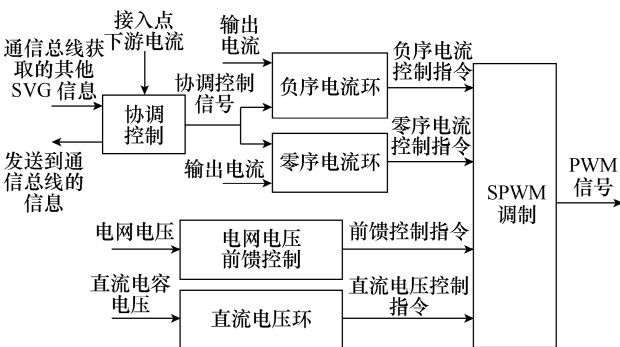 接入点
下游电流
通信总线获
取的其他
SVG 信息
协调
控制
发送到通
信总线的
信息
协调控制
信号
输出
电流
负序电流环
负序电流
控制指令
输出电流
零序电流环
零序电流
控制指令
SPWM
调制
PWM
信号
电网电压
电网电压
前馈控制
前馈控制指令
直流电容
电压
直流电压环
直流电压控制
指令